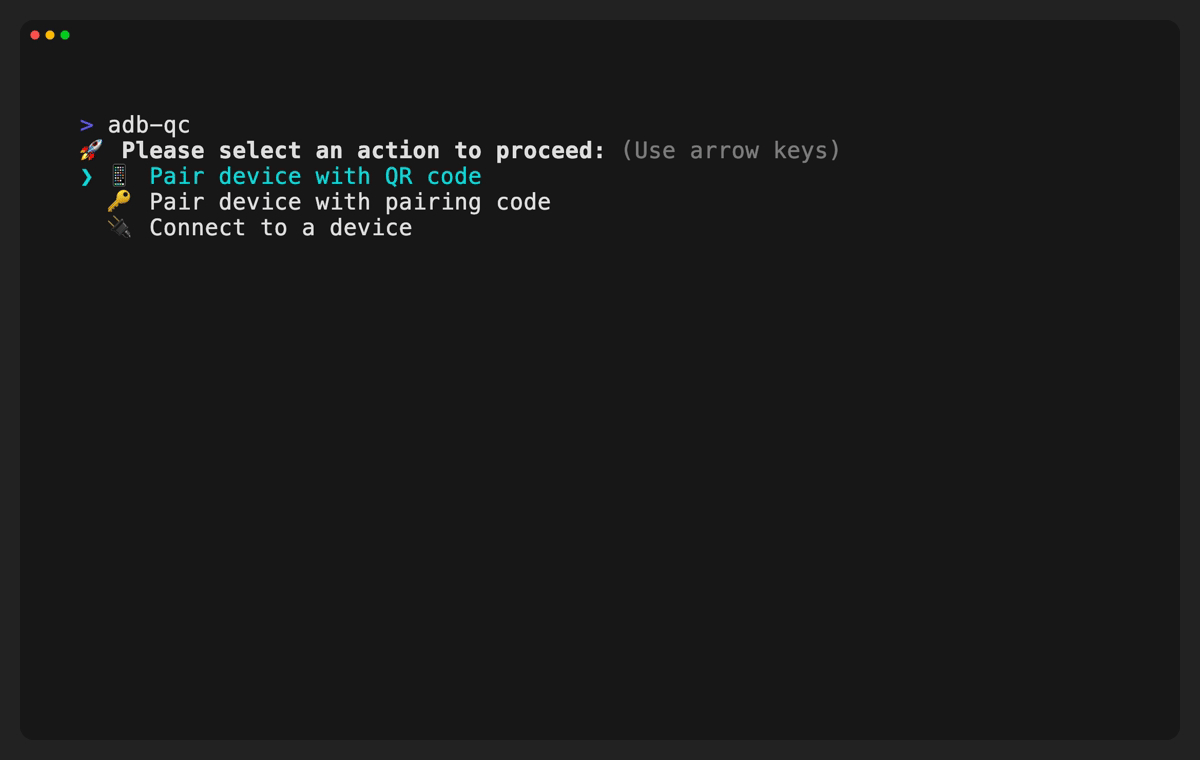 > adb-qc
🚀 Please select an action to proceed: (Use arrow keys)
❯ 📱 Pair device with QR code
🔑 Pair device with pairing code
🔌 Connect to a device